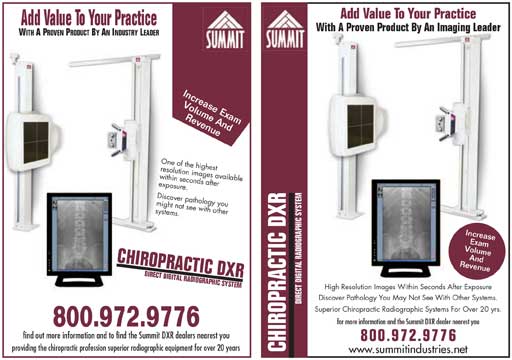 Add Value To Your Practice
WITH A PROVEN PRODUCT BY AN INDUSTRY LEADER
SUMMIT
Increase Exam
Volume And
Revenue
One of the highest
resolution images available
within seconds after
exposure.
Discover pathology you
might not see with other
systems.
CHIROPRACTIC DXR
DIRECT DIGITAL RADIOGRAPHIC SYSTEM
800.972.9776
find out more information and to find the Summit DXR dealers nearest you
providing the chiropractic profession superior radiographic equipment for over 20 years
SUMMIT
Add Value To Your Practice
With A Proven Product By An Imaging Leader
CHIROPRACTIC DXR
DIRECT DIGITAL RADIOGRAPHIC SYSTEM
Increase
Exam
Volume
And
Revenue
High Resolution Images Within Seconds After Exposure
Discover Pathology You May Not See With Other Systems.
Superior Chiropractic Radiographic Systems For Over 20 yrs.
for more information and the Summit DXR dealer nearest you
800.972.9776
www.summitindustries.net